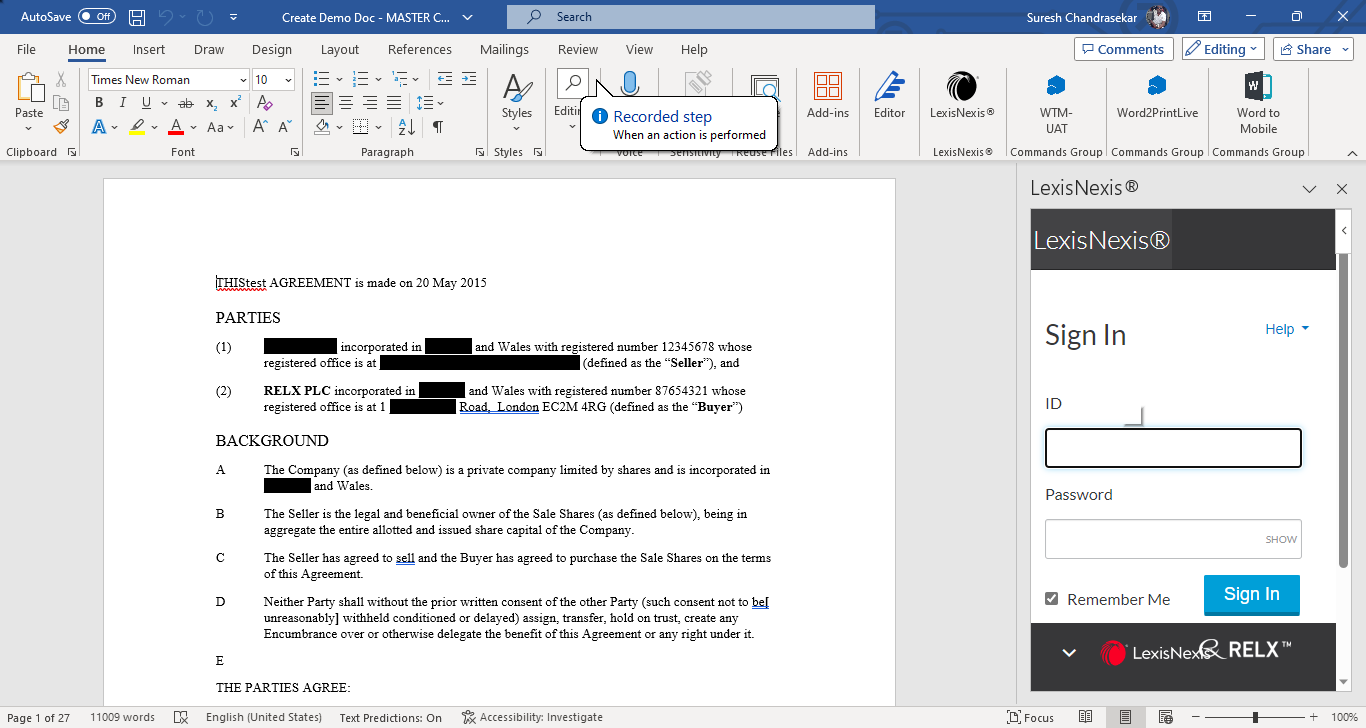 AutoSave Off Create Demo Doc - MASTER C... Search Suresh Chandrasekar
File Home Insert Draw Design Layout References Mailings Review View Help Comments Editing Share
Times New Roman 10
B I U ab x2 x2
A A Aa A A
Paste Styles Editing Add-ins Editor LexisNexis® WTM-UAT Word2PrintLive Word to Mobile
Recorded step
When an action is performed
Clipboard Font Paragraph Styles Voice Sensitivity Reuse Files Add-ins LexisNexis® Commands Group Commands Group Commands Group
THIStest AGREEMENT is made on 20 May 2015
PARTIES
(1) incorporated in and Wales with registered number 12345678 whose
registered office is at (defined as the “Seller”), and
(2) RELX PLC incorporated in and Wales with registered number 87654321 whose
registered office is at 1 Road, London EC2M 4RG (defined as the “Buyer”)
BACKGROUND
A The Company (as defined below) is a private company limited by shares and is incorporated in
and Wales.
B The Seller is the legal and beneficial owner of the Sale Shares (as defined below), being in
aggregate the entire allotted and issued share capital of the Company.
C The Seller has agreed to sell and the Buyer has agreed to purchase the Sale Shares on the terms
of this Agreement.
D Neither Party shall without the prior written consent of the other Party (such consent not to be[
unreasonably] withheld conditioned or delayed) assign, transfer, hold on trust, create any
Encumbrance over or otherwise delegate the benefit of this Agreement or any right under it.
E
THE PARTIES AGREE:
LexisNexis®
LexisNexis®
Sign In Help
ID
Password
SHOW
Remember Me Sign In
LexisNexis RELX™
Page 1 of 27 11009 words English (United States) Text Predictions: On Accessibility: Investigate Focus 100%